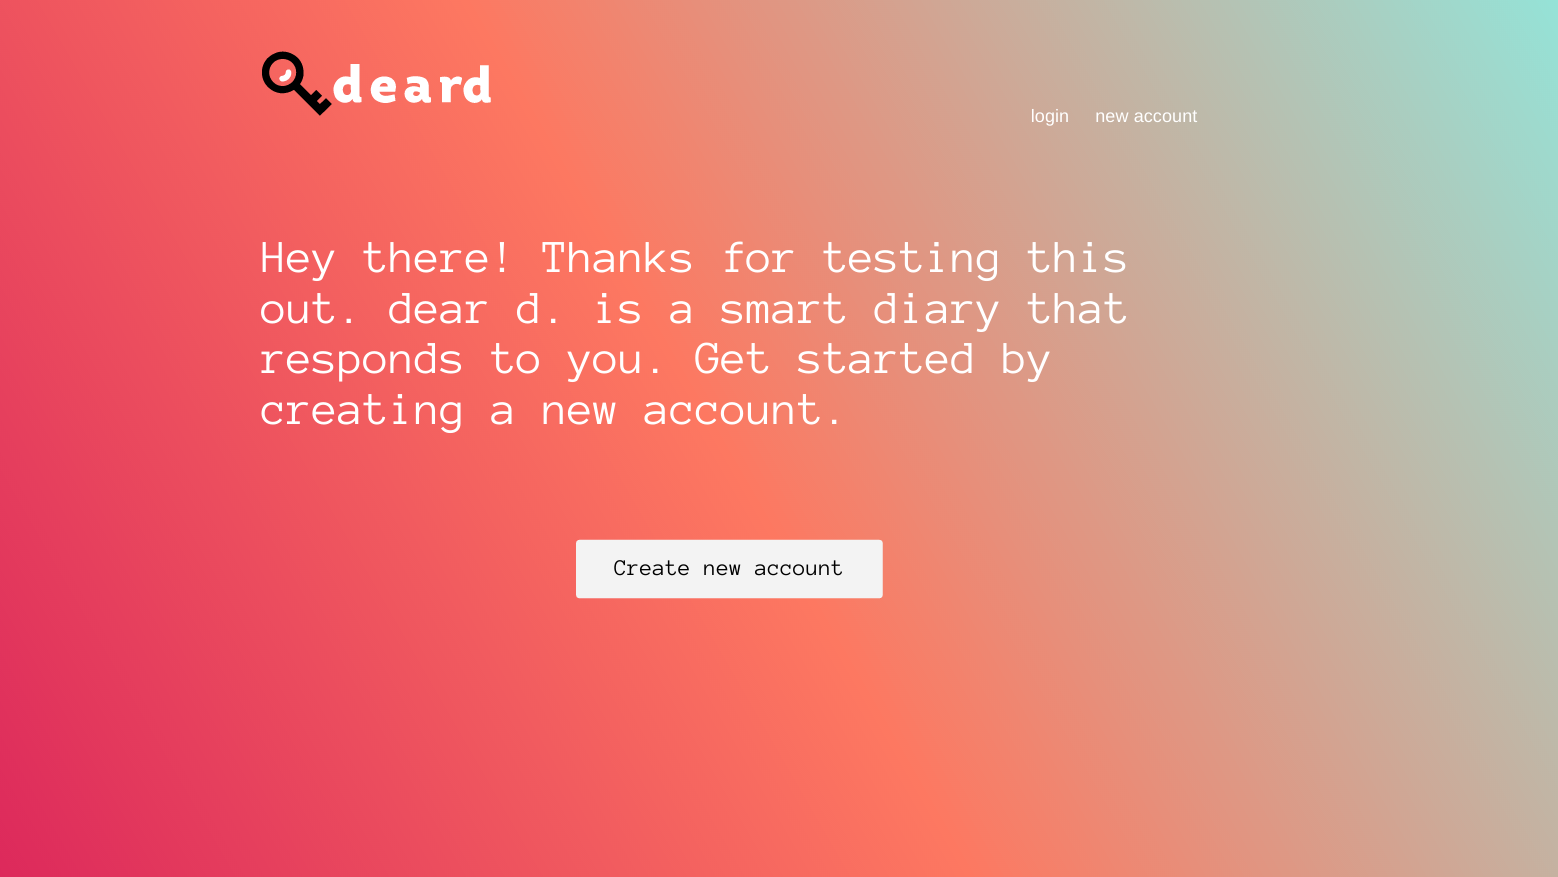 deard
login new account
Hey there! Thanks for testing this
out. dear d. is a smart diary that
responds to you. Get started by
creating a new account.
Create new account